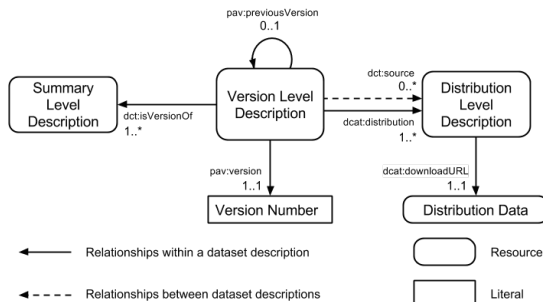 pav:previousVersion
0..1
Summary
Level
Description
dct:isVersionOf
1..*
Version Level
Description
dct:source
0..*
dcat:distribution
1..*
Distribution
Level
Description
pav:version
1..1
dcat:downloadURL
1..1
Version Number
Distribution Data
Relationships within a dataset description
Resource
Relationships between dataset descriptions
Literal